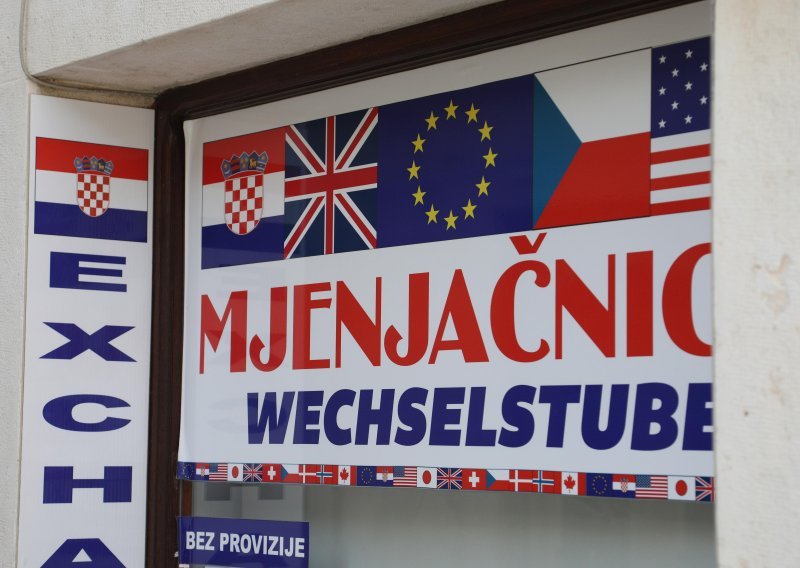 EXCHA
MJENJAČNIC
WECHSELSTUBE
BEZ PROVIZIJE